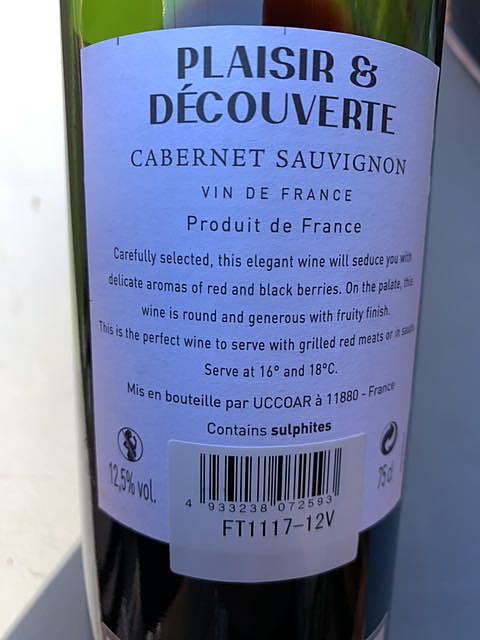 PLAISIR &
DÉCOUVERTE
CABERNET SAUVIGNON
VIN DE FRANCE
Produit de France
Carefully selected, this elegant wine will seduce you with
delicate aromas of red and black berries. On the palate, this
wine is round and generous with fruity finish.
This is the perfect wine to serve with grilled red meats or in sauce.
Serve at 16° and 18°C.
Mis en bouteille par UCCOAR à 11880 - France
Contains sulphites
12,5% vol.
75 cl
4 933238 072593
FT1117-12V